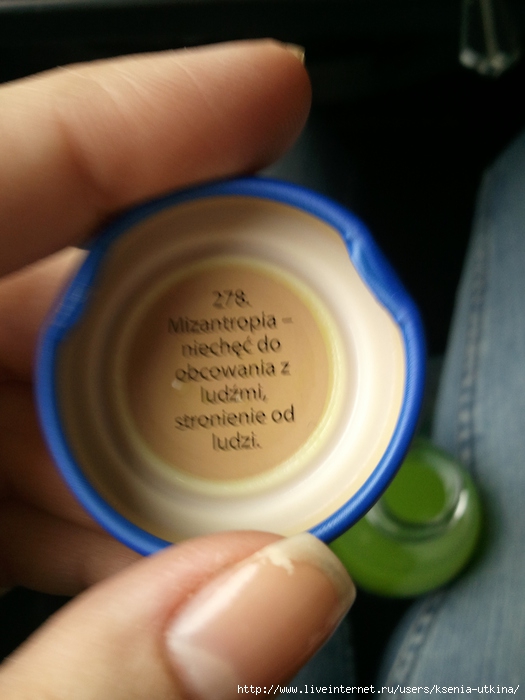 278.
Mizantropia –
niechęć do
obcowania z
ludźmi,
stronienie od
ludzi.
http://www.liveinternet.ru/users/ksenia-utkina/